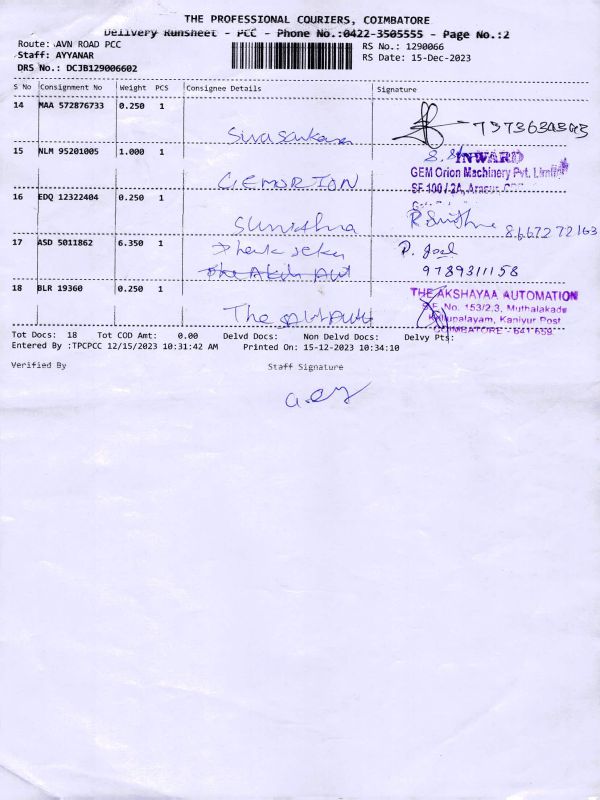 THE PROFESSIONAL COURIERS, COIMBATORE
Delivery Runsheet - PCC - Phone No.:0422-3505555 - Page No.:2
Route: AVN ROAD PCC
RS No.: 1290066
Staff: AYYANAR
RS Date: 15-Dec-2023
DRS No.: DCJB129006602
S No Consignment No Weight PCS Consignee Details Signature
14 MAA 572876733 0.250 1
Sivasankara
15 NLM 95201005 1.000 1
INWARD
GEM Orion Machinery Pvt. Limited
SF 100 / 2A,
GEMORION
16 EDQ 12322404 0.250 1
Sunithra
8667272163
17 ASD 5011862 6.350 1
P. Joel
9789311158
18 BLR 19360 0.250 1
The
THE AKSHAYAA AUTOMATION
S.F. No. 153/2,3, Muthalakadu
Kaniyur Post
COIMBATORE - 641 659.
Tot Docs: 18 Tot COD Amt: 0.00 Delvd Docs: Non Delvd Docs: Delvy Pts:
Entered By :TPCPCC 12/15/2023 10:31:42 AM Printed On: 15-12-2023 10:34:10
Verified By Staff Signature